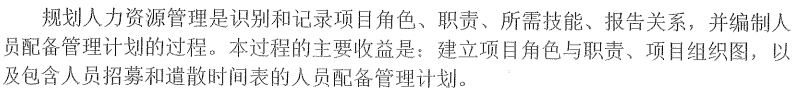 规划人力资源管理是识别和记录项目角色、职责、所需技能、报告关系，并编制人
员配备管理计划的过程。本过程的主要收益是：建立项目角色与职责、项目组织图，以
及包含人员招募和遣散时间表的人员配备管理计划。